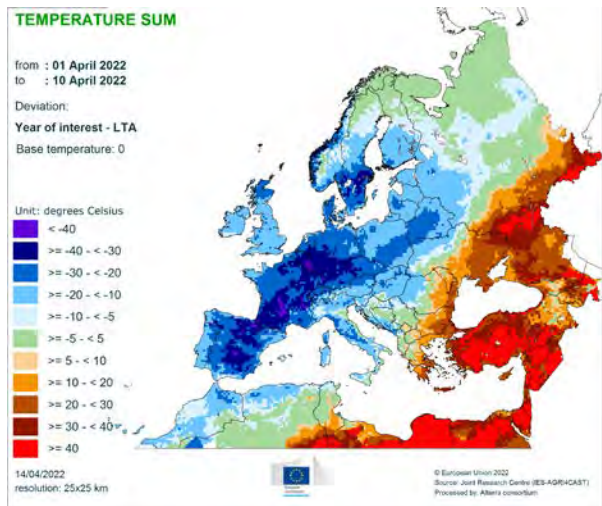 TEMPERATURE SUM
from : 01 April 2022
to : 10 April 2022
Deviation:
Year of interest - LTA
Base temperature: 0
Unit: degrees Celsius
< -40
>= -40 - < -30
>= -30 - < -20
>= -20 - < -10
>= -10 - < -5
>= -5 - < 5
>= 5 - < 10
>= 10 - < 20
>= 20 - < 30
>= 30 - < 40
>= 40
14/04/2022
resolution: 25x25 km
© European Union 2022
Source: Joint Research Centre (IES-AGRI4CAST)
Processed by: Alterra consortium